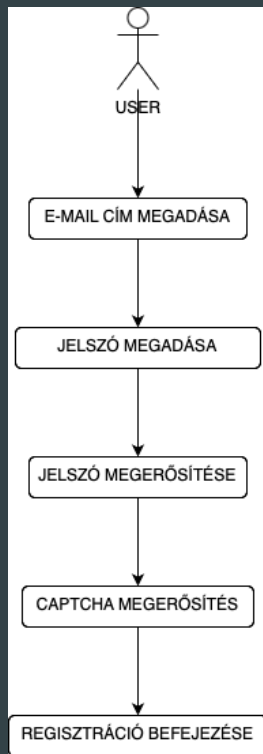 USER
E-MAIL CÍM MEGADÁSA
JELSZÓ MEGADÁSA
JELSZÓ MEGERŐSÍTÉSE
CAPTCHA MEGERŐSÍTÉS
REGISZTRÁCIÓ BEFEJEZÉSE